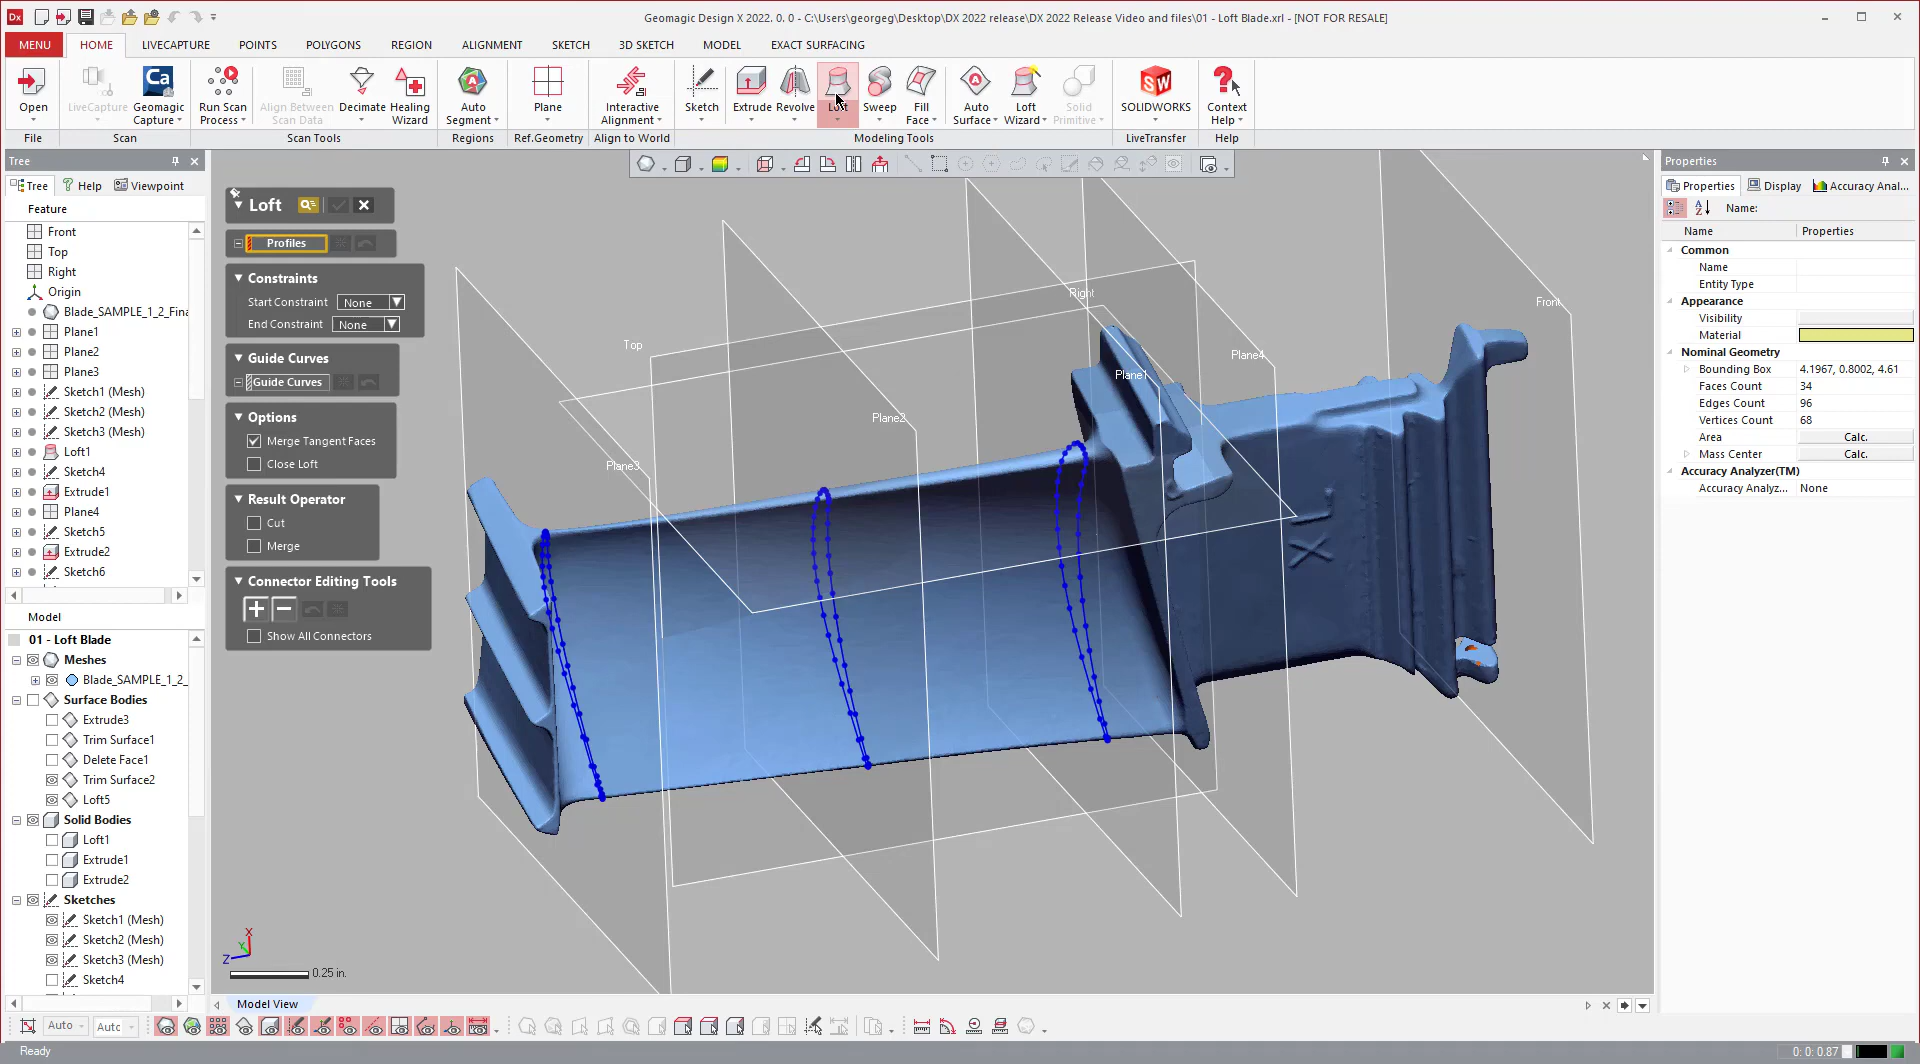 Dx
Geomagic Design X 2022. 0. 0 - C:\Users\georgeg\Desktop\DX 2022 release\DX 2022 Release Video and files\01 - Loft Blade.xrl - [NOT FOR RESALE]
MENU HOME LIVECAPTURE POINTS POLYGONS REGION ALIGNMENT SKETCH 3D SKETCH MODEL EXACT SURFACING
Open LiveCapture Geomagic Capture Run Scan Process Align Between Scan Data Decimate Healing Wizard Auto Segment Plane Interactive Alignment Sketch Extrude Revolve Loft Sweep Fill Face Auto Surface Loft Wizard Solid Primitive SOLIDWORKS Context Help
File Scan Scan Tools Regions Ref.Geometry Align to World Modeling Tools LiveTransfer Help
Tree
Tree Help Viewpoint
Feature
Front
Top
Right
Origin
Blade_SAMPLE_1_2_Fina
Plane1
Plane2
Plane3
Sketch1 (Mesh)
Sketch2 (Mesh)
Sketch3 (Mesh)
Loft1
Sketch4
Extrude1
Plane4
Sketch5
Extrude2
Sketch6
Model
01 - Loft Blade
Meshes
Blade_SAMPLE_1_2_
Surface Bodies
Extrude3
Trim Surface1
Delete Face1
Trim Surface2
Loft5
Solid Bodies
Loft1
Extrude1
Extrude2
Sketches
Sketch1 (Mesh)
Sketch2 (Mesh)
Sketch3 (Mesh)
Sketch4
Loft
Profiles
Constraints
Start Constraint None
End Constraint None
Guide Curves
Guide Curves
Options
Merge Tangent Faces
Close Loft
Result Operator
Cut
Merge
Connector Editing Tools
Show All Connectors
Top
Right
Front
Plane4
Plane1
Plane2
Plane3
X
Y
Z
0.25 in.
Model View
Properties
Properties Display Accuracy Anal...
Name:
Name Properties
Common
Name
Entity Type
Appearance
Visibility
Material
Nominal Geometry
Bounding Box 4.1967, 0.8002, 4.61
Faces Count 34
Edges Count 96
Vertices Count 68
Area Calc.
Mass Center Calc.
Accuracy Analyzer(TM)
Accuracy Analyz... None
Auto Auto
Ready
0: 0: 0.87